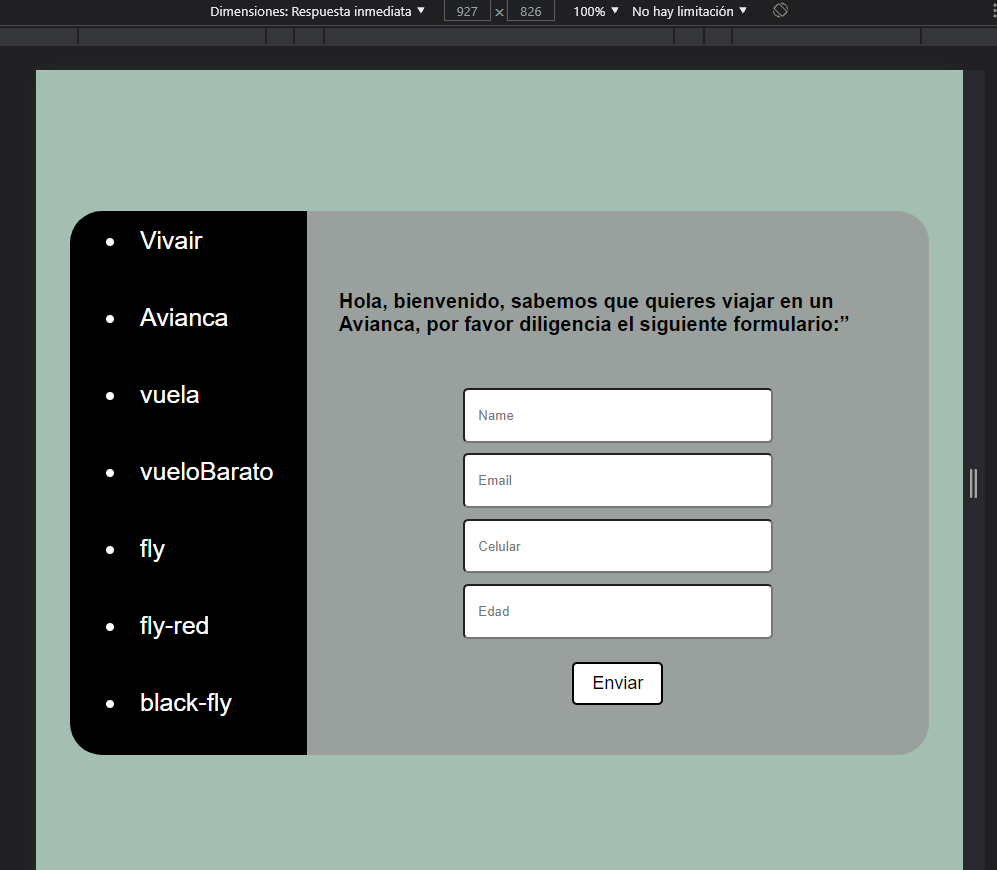 Dimensiones: Respuesta inmediata ▼ 927 × 826 100% ▼ No hay limitación ▼
Vivair
Avianca
vuela
vueloBarato
fly
fly-red
black-fly
Hola, bienvenido, sabemos que quieres viajar en un
Avianca, por favor diligencia el siguiente formulario:”
Name
Email
Celular
Edad
Enviar